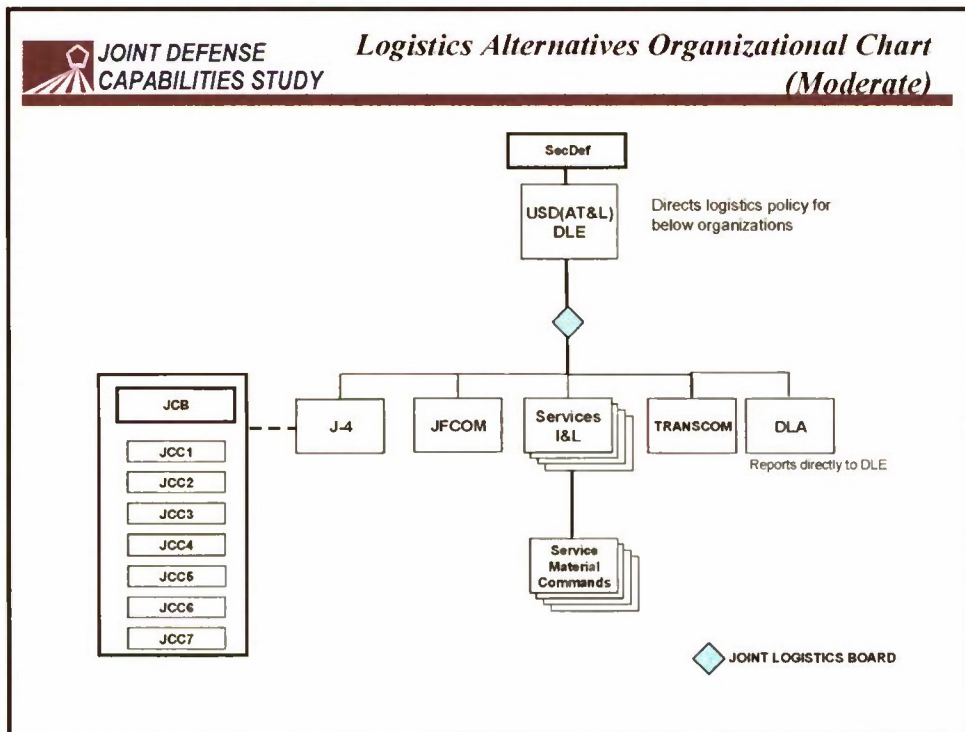 JOINT DEFENSE
CAPABILITIES STUDY
Logistics Alternatives Organizational Chart
(Moderate)
SecDef
USD(AT&L)
DLE
Directs logistics policy for
below organizations
JCB
JCC1
JCC2
JCC3
JCC4
JCC5
JCC6
JCC7
J-4
JFCOM
Services
I&L
TRANSCOM
DLA
Reports directly to DLE
Service
Material
Commands
JOINT LOGISTICS BOARD